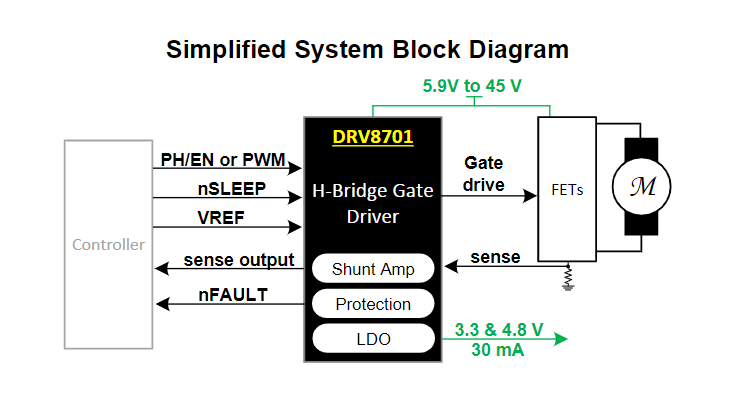 Simplified System Block Diagram
5.9V to 45 V
DRV8701
H-Bridge Gate
Driver
Controller
PH/EN or PWM
nSLEEP
VREF
sense output
nFAULT
Shunt Amp
Protection
LDO
Gate
drive
sense
3.3 & 4.8 V
30 mA
FETs
M